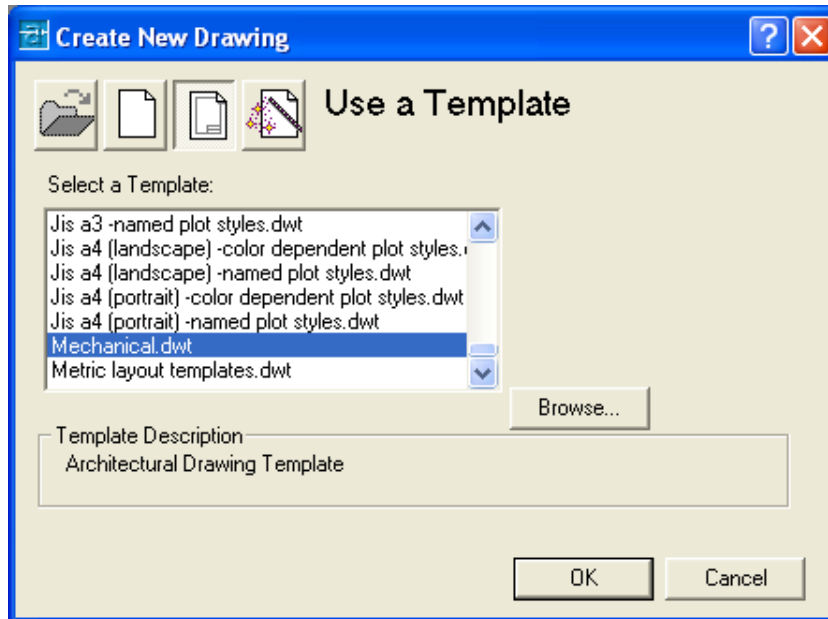 Create New Drawing
Use a Template
Select a Template:
Jis a3 -named plot styles.dwt
Jis a4 (landscape) -color dependent plot styles.
Jis a4 (landscape) -named plot styles.dwt
Jis a4 (portrait) -color dependent plot styles.dwt
Jis a4 (portrait) -named plot styles.dwt
Mechanical.dwt
Metric layout templates.dwt
Browse...
Template Description
Architectural Drawing Template
OK
Cancel